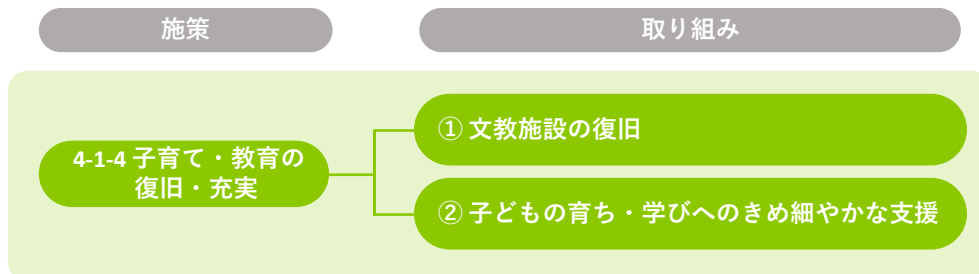 施策
取り組み
4-1-4 子育て・教育の
復旧・充実
① 文教施設の復旧
② 子どもの育ち・学びへのきめ細やかな支援